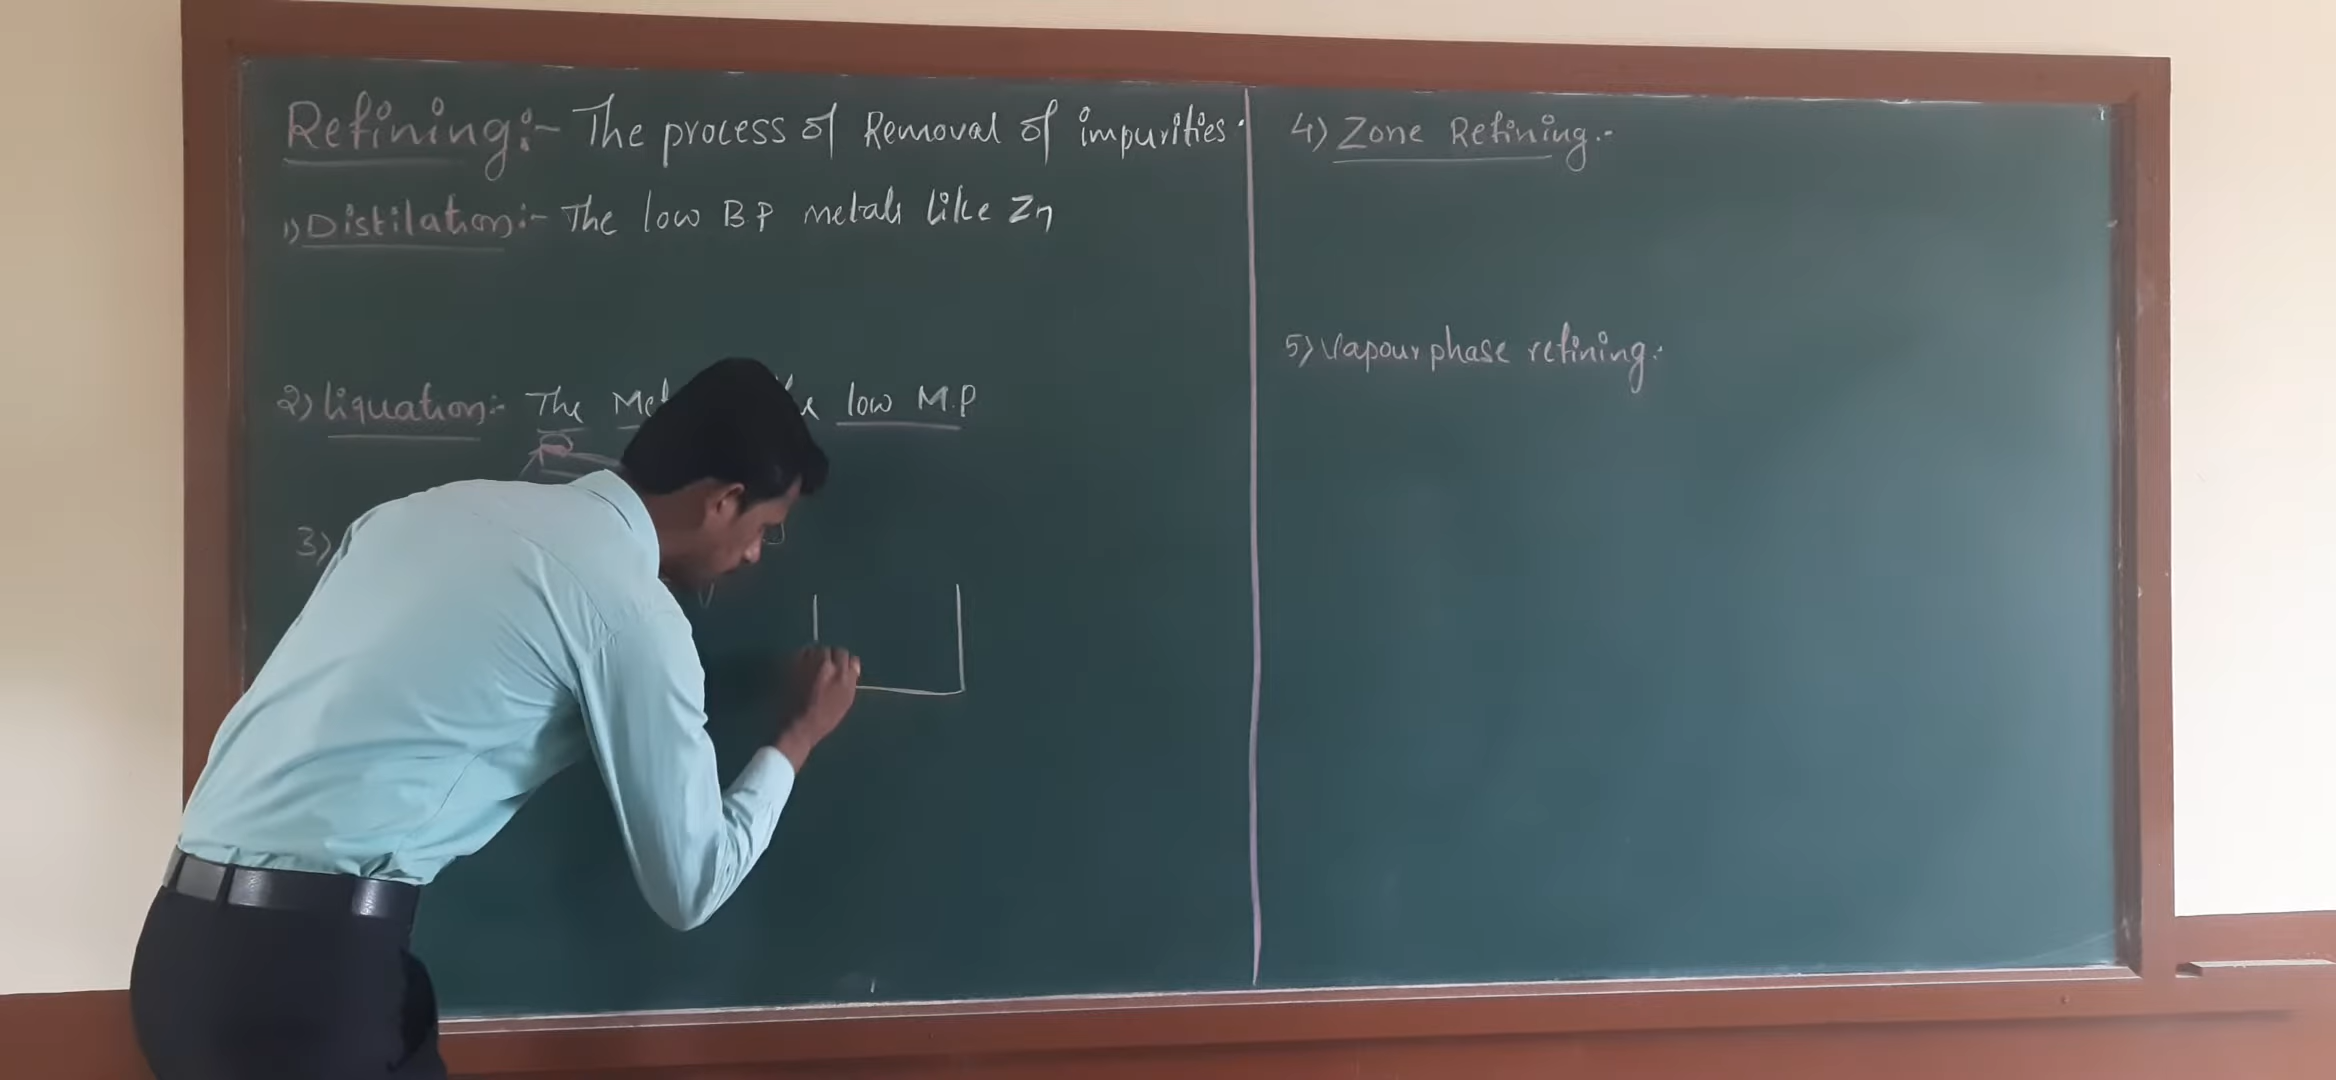 Refining:- The process of Removal of impurities.
1) Distilation:- The low BP metals like Zn
2) liquation:- The low M.P
3)
4) Zone Refining:-
5) Vapour phase refining:-